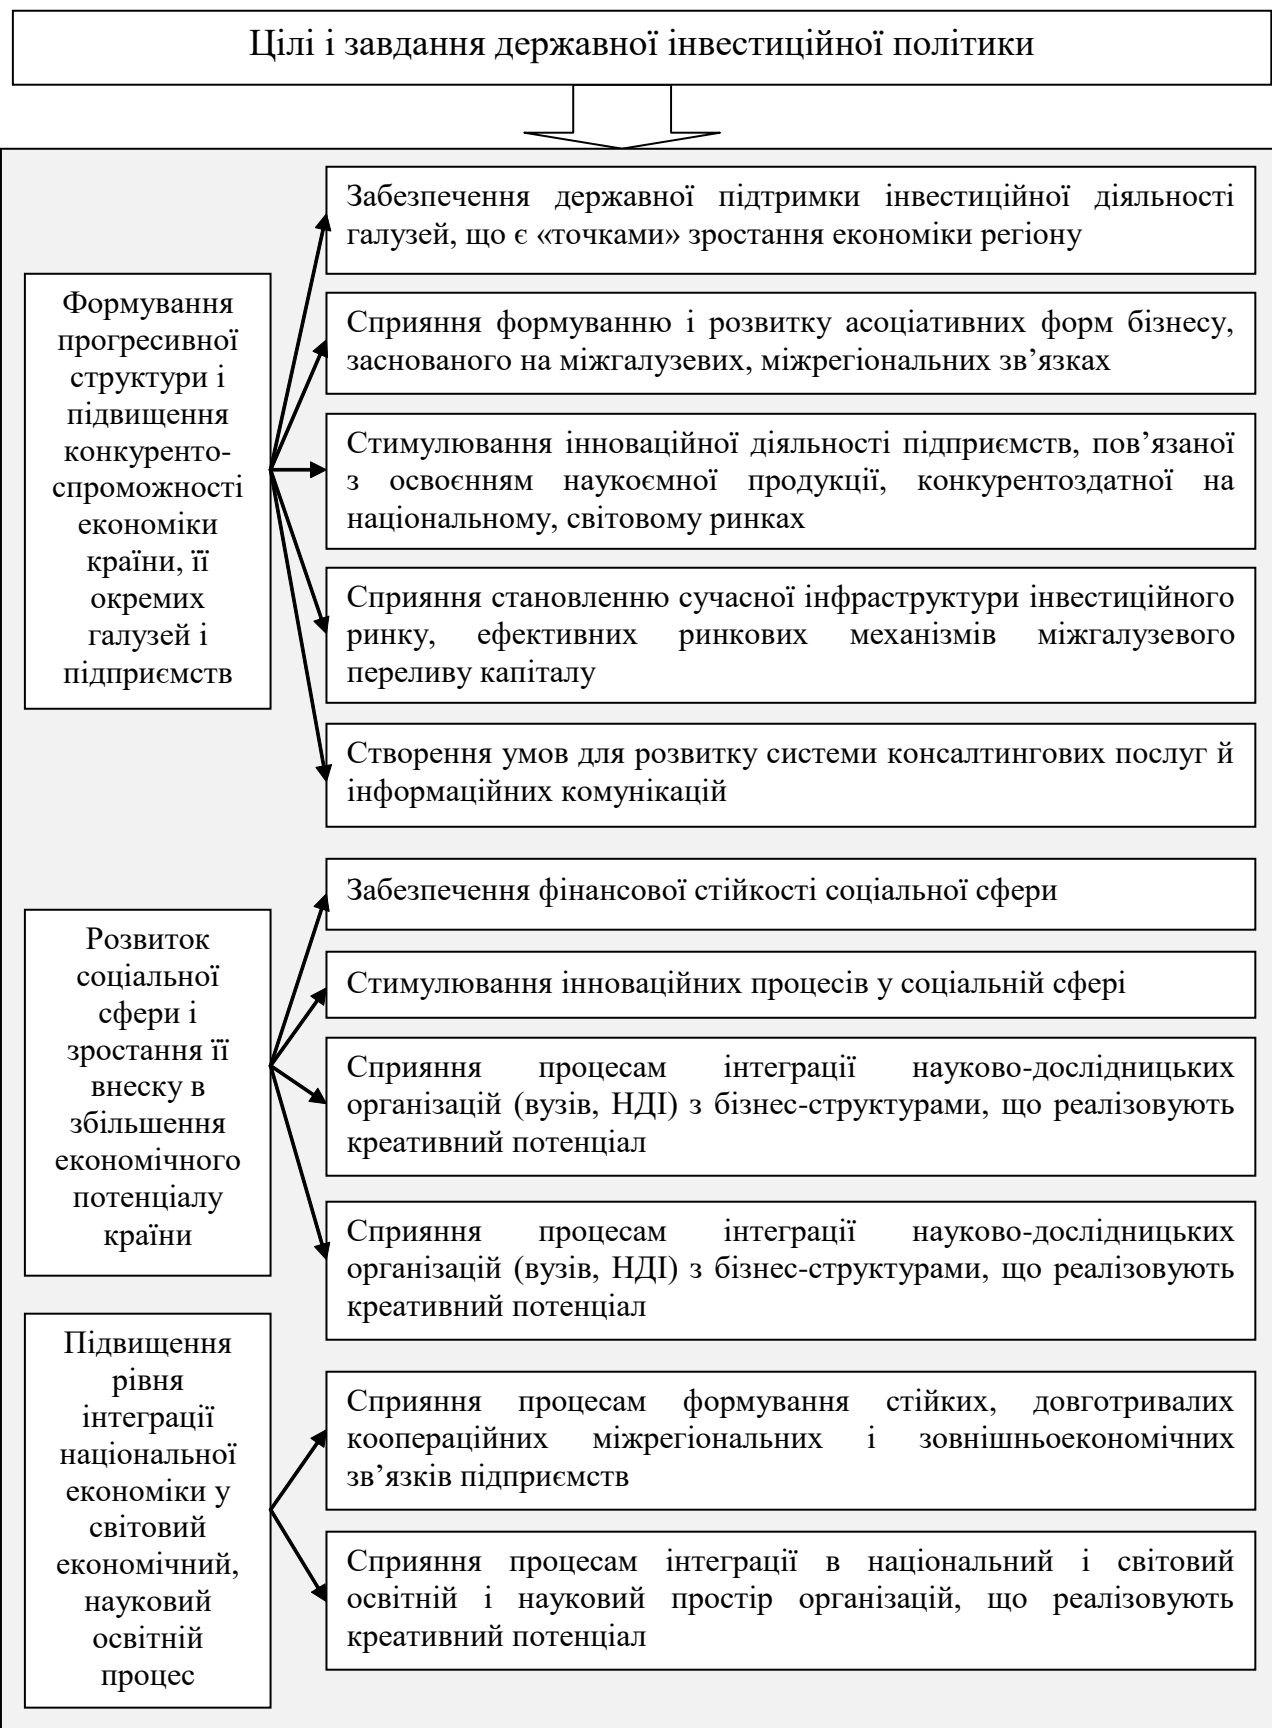 Цілі і завдання державної інвестиційної політики
Формування
прогресивної
структури і
підвищення
конкуренто-
спроможності
економіки
країни, її
окремих
галузей і
підприємств
Забезпечення державної підтримки інвестиційної діяльності
галузей, що є «точками» зростання економіки регіону
Сприяння формуванню і розвитку асоціативних форм бізнесу,
заснованого на міжгалузевих, міжрегіональних зв’язках
Стимулювання інноваційної діяльності підприємств, пов’язаної
з освоєнням наукоємної продукції, конкурентоздатної на
національному, світовому ринках
Сприяння становленню сучасної інфраструктури інвестиційного
ринку, ефективних ринкових механізмів міжгалузевого
переливу капіталу
Створення умов для розвитку системи консалтингових послуг й
інформаційних комунікацій
Розвиток
соціальної
сфери і
зростання її
внеску в
збільшення
економічного
потенціалу
країни
Забезпечення фінансової стійкості соціальної сфери
Стимулювання інноваційних процесів у соціальній сфері
Сприяння процесам інтеграції науково-дослідницьких
організацій (вузів, НДІ) з бізнес-структурами, що реалізовують
креативний потенціал
Сприяння процесам інтеграції науково-дослідницьких
організацій (вузів, НДІ) з бізнес-структурами, що реалізовують
креативний потенціал
Підвищення
рівня
інтеграції
національної
економіки у
світовий
економічний,
науковий
освітній
процес
Сприяння процесам формування стійких, довготривалих
коопераційних міжрегіональних і зовнішньоекономічних
зв’язків підприємств
Сприяння процесам інтеграції в національний і світовий
освітній і науковий простір організацій, що реалізовують
креативний потенціал